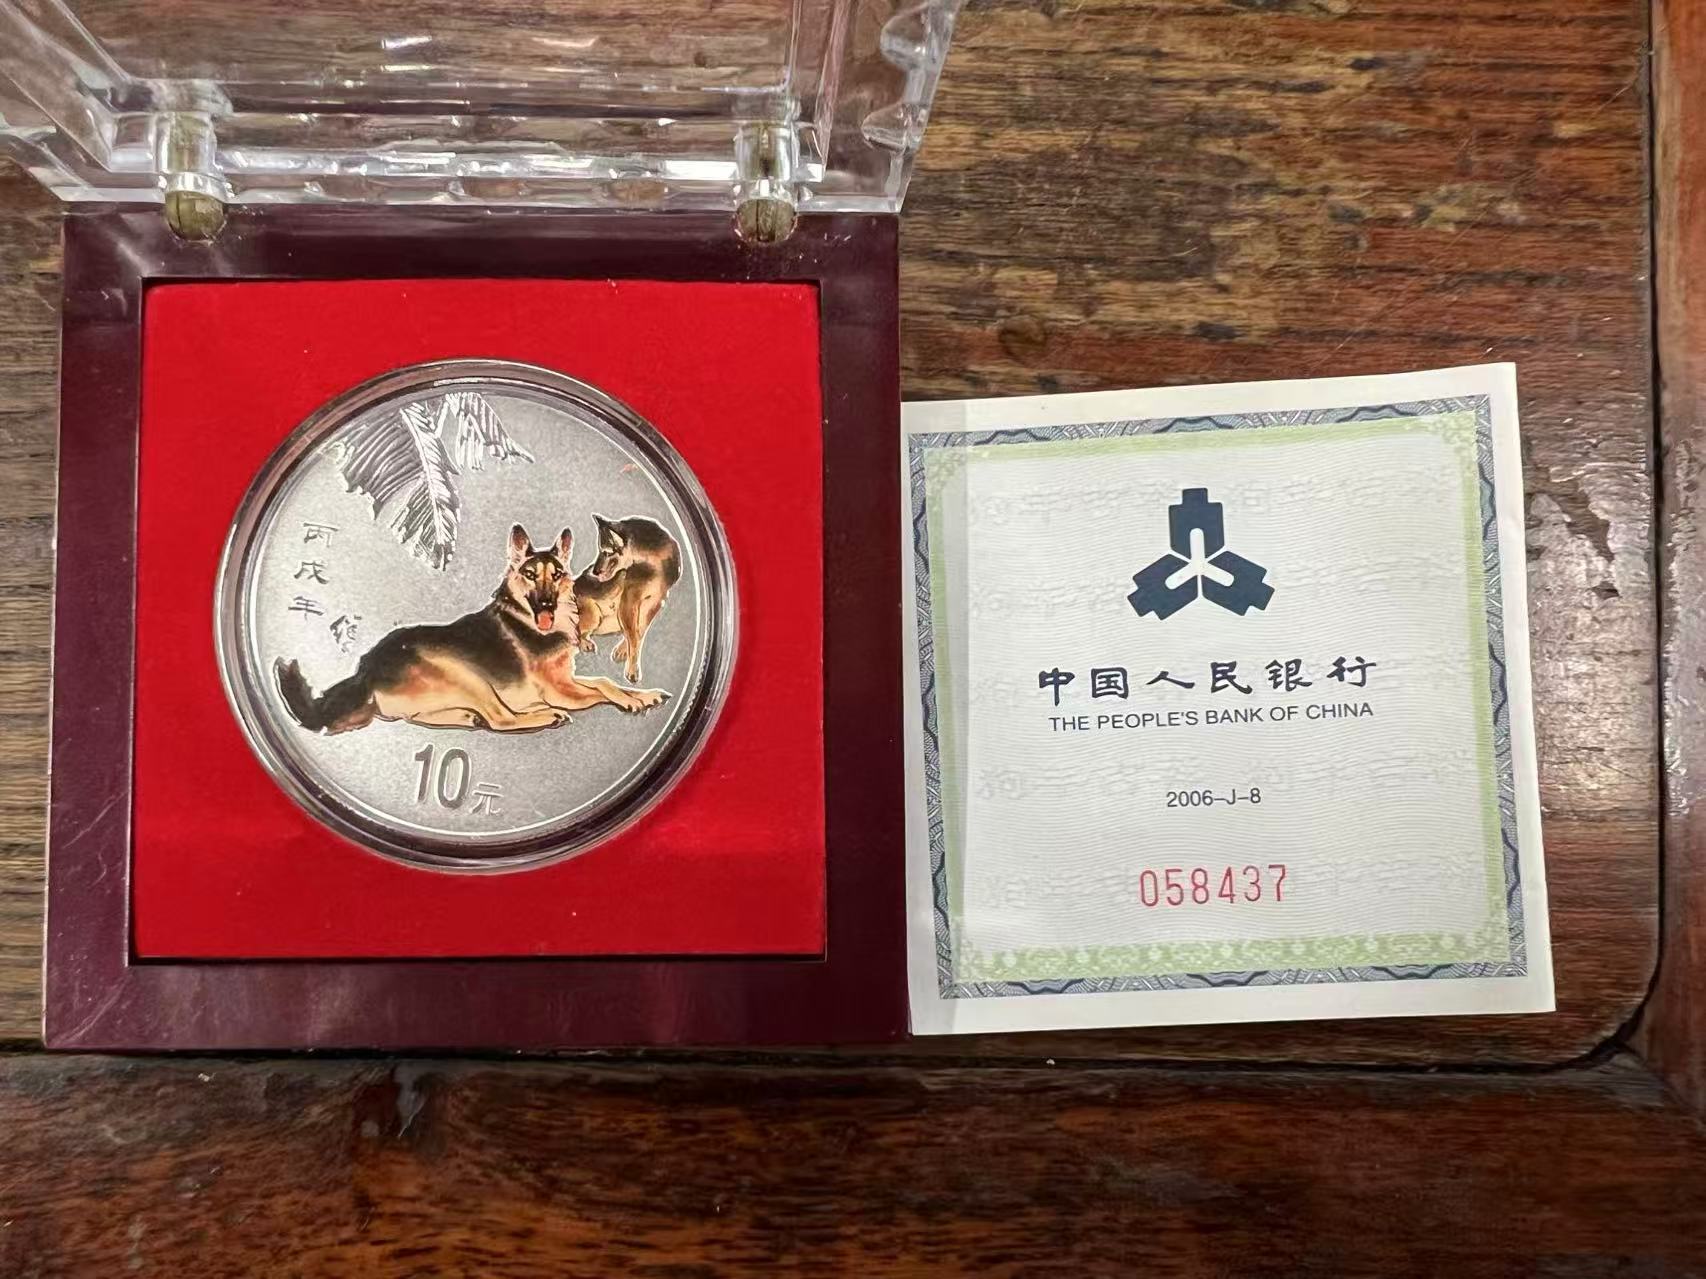 丙
戌
年
10元
中国人民银行
THE PEOPLE'S BANK OF CHINA
2006-J-8
058437